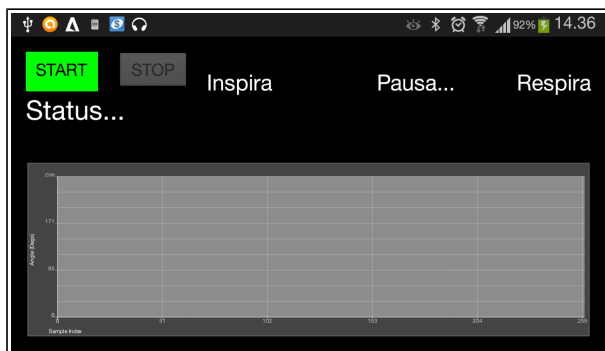 92% 14.36
START STOP Inspira Pausa... Respira
Status...
256
171
Angle (Degs)
85
0
0 51 102 153 204 255
Sample Index